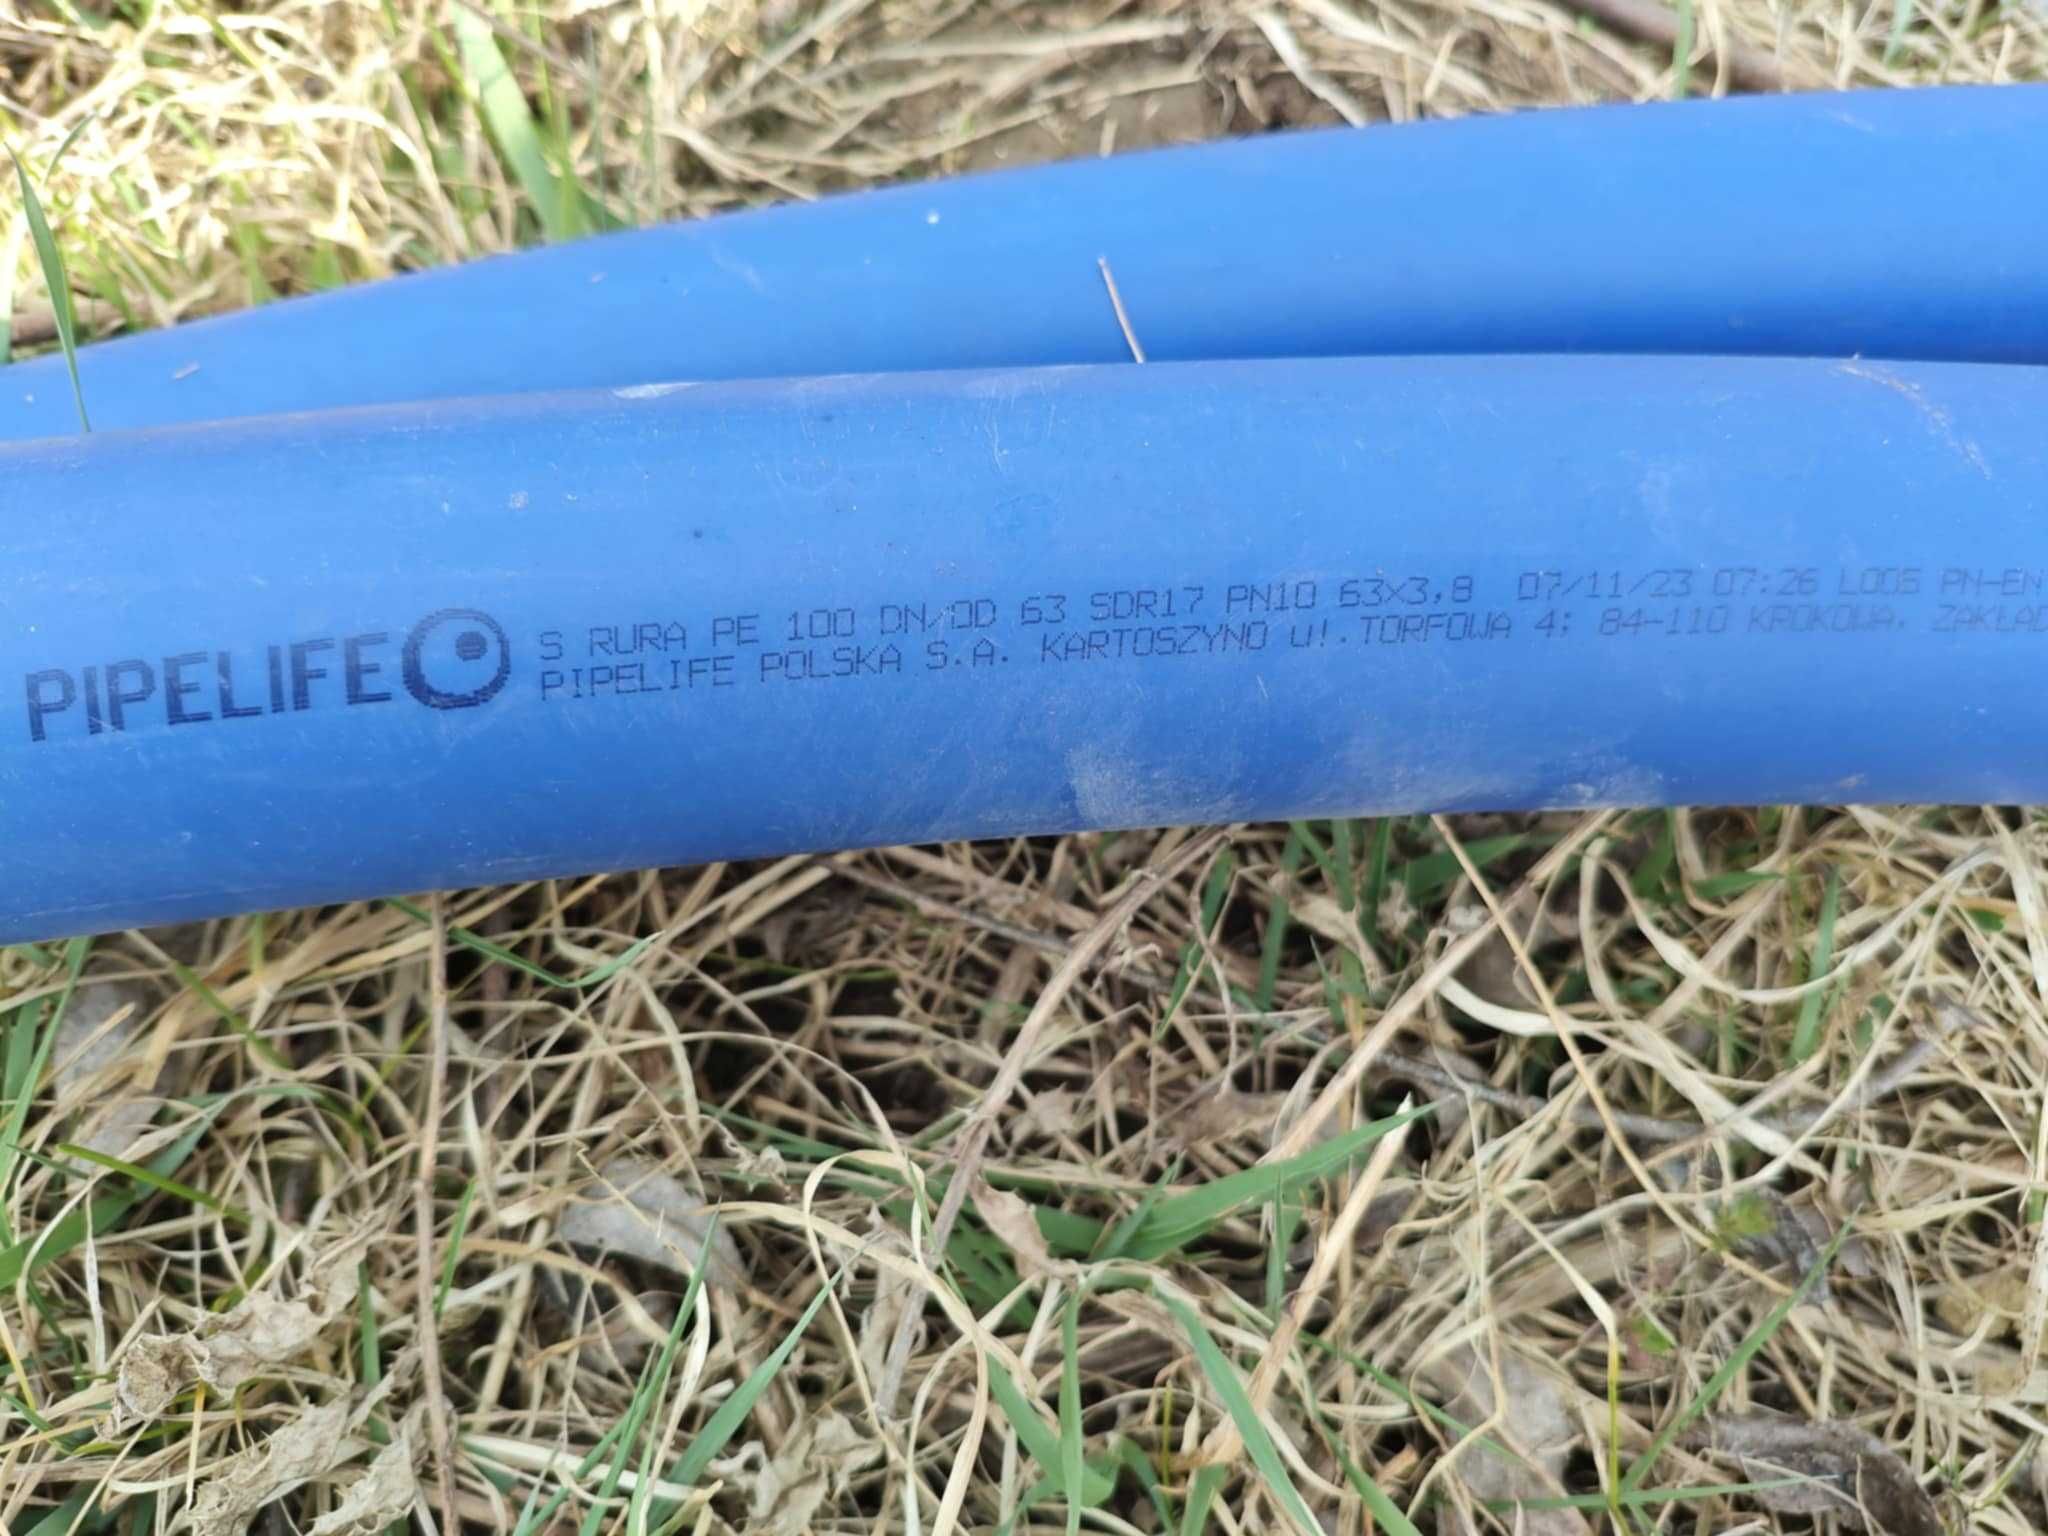 PIPELIFE
S RURA PE 100 DN/OD 63 SDR17 PN10 63x3,8 07/11/23 07:26 L005 PN-EN
PIPELIFE POLSKA S.A. KARTOSZYNO ul.TORFOWA 4; 84-110 KROKOWA. ZAKŁAD